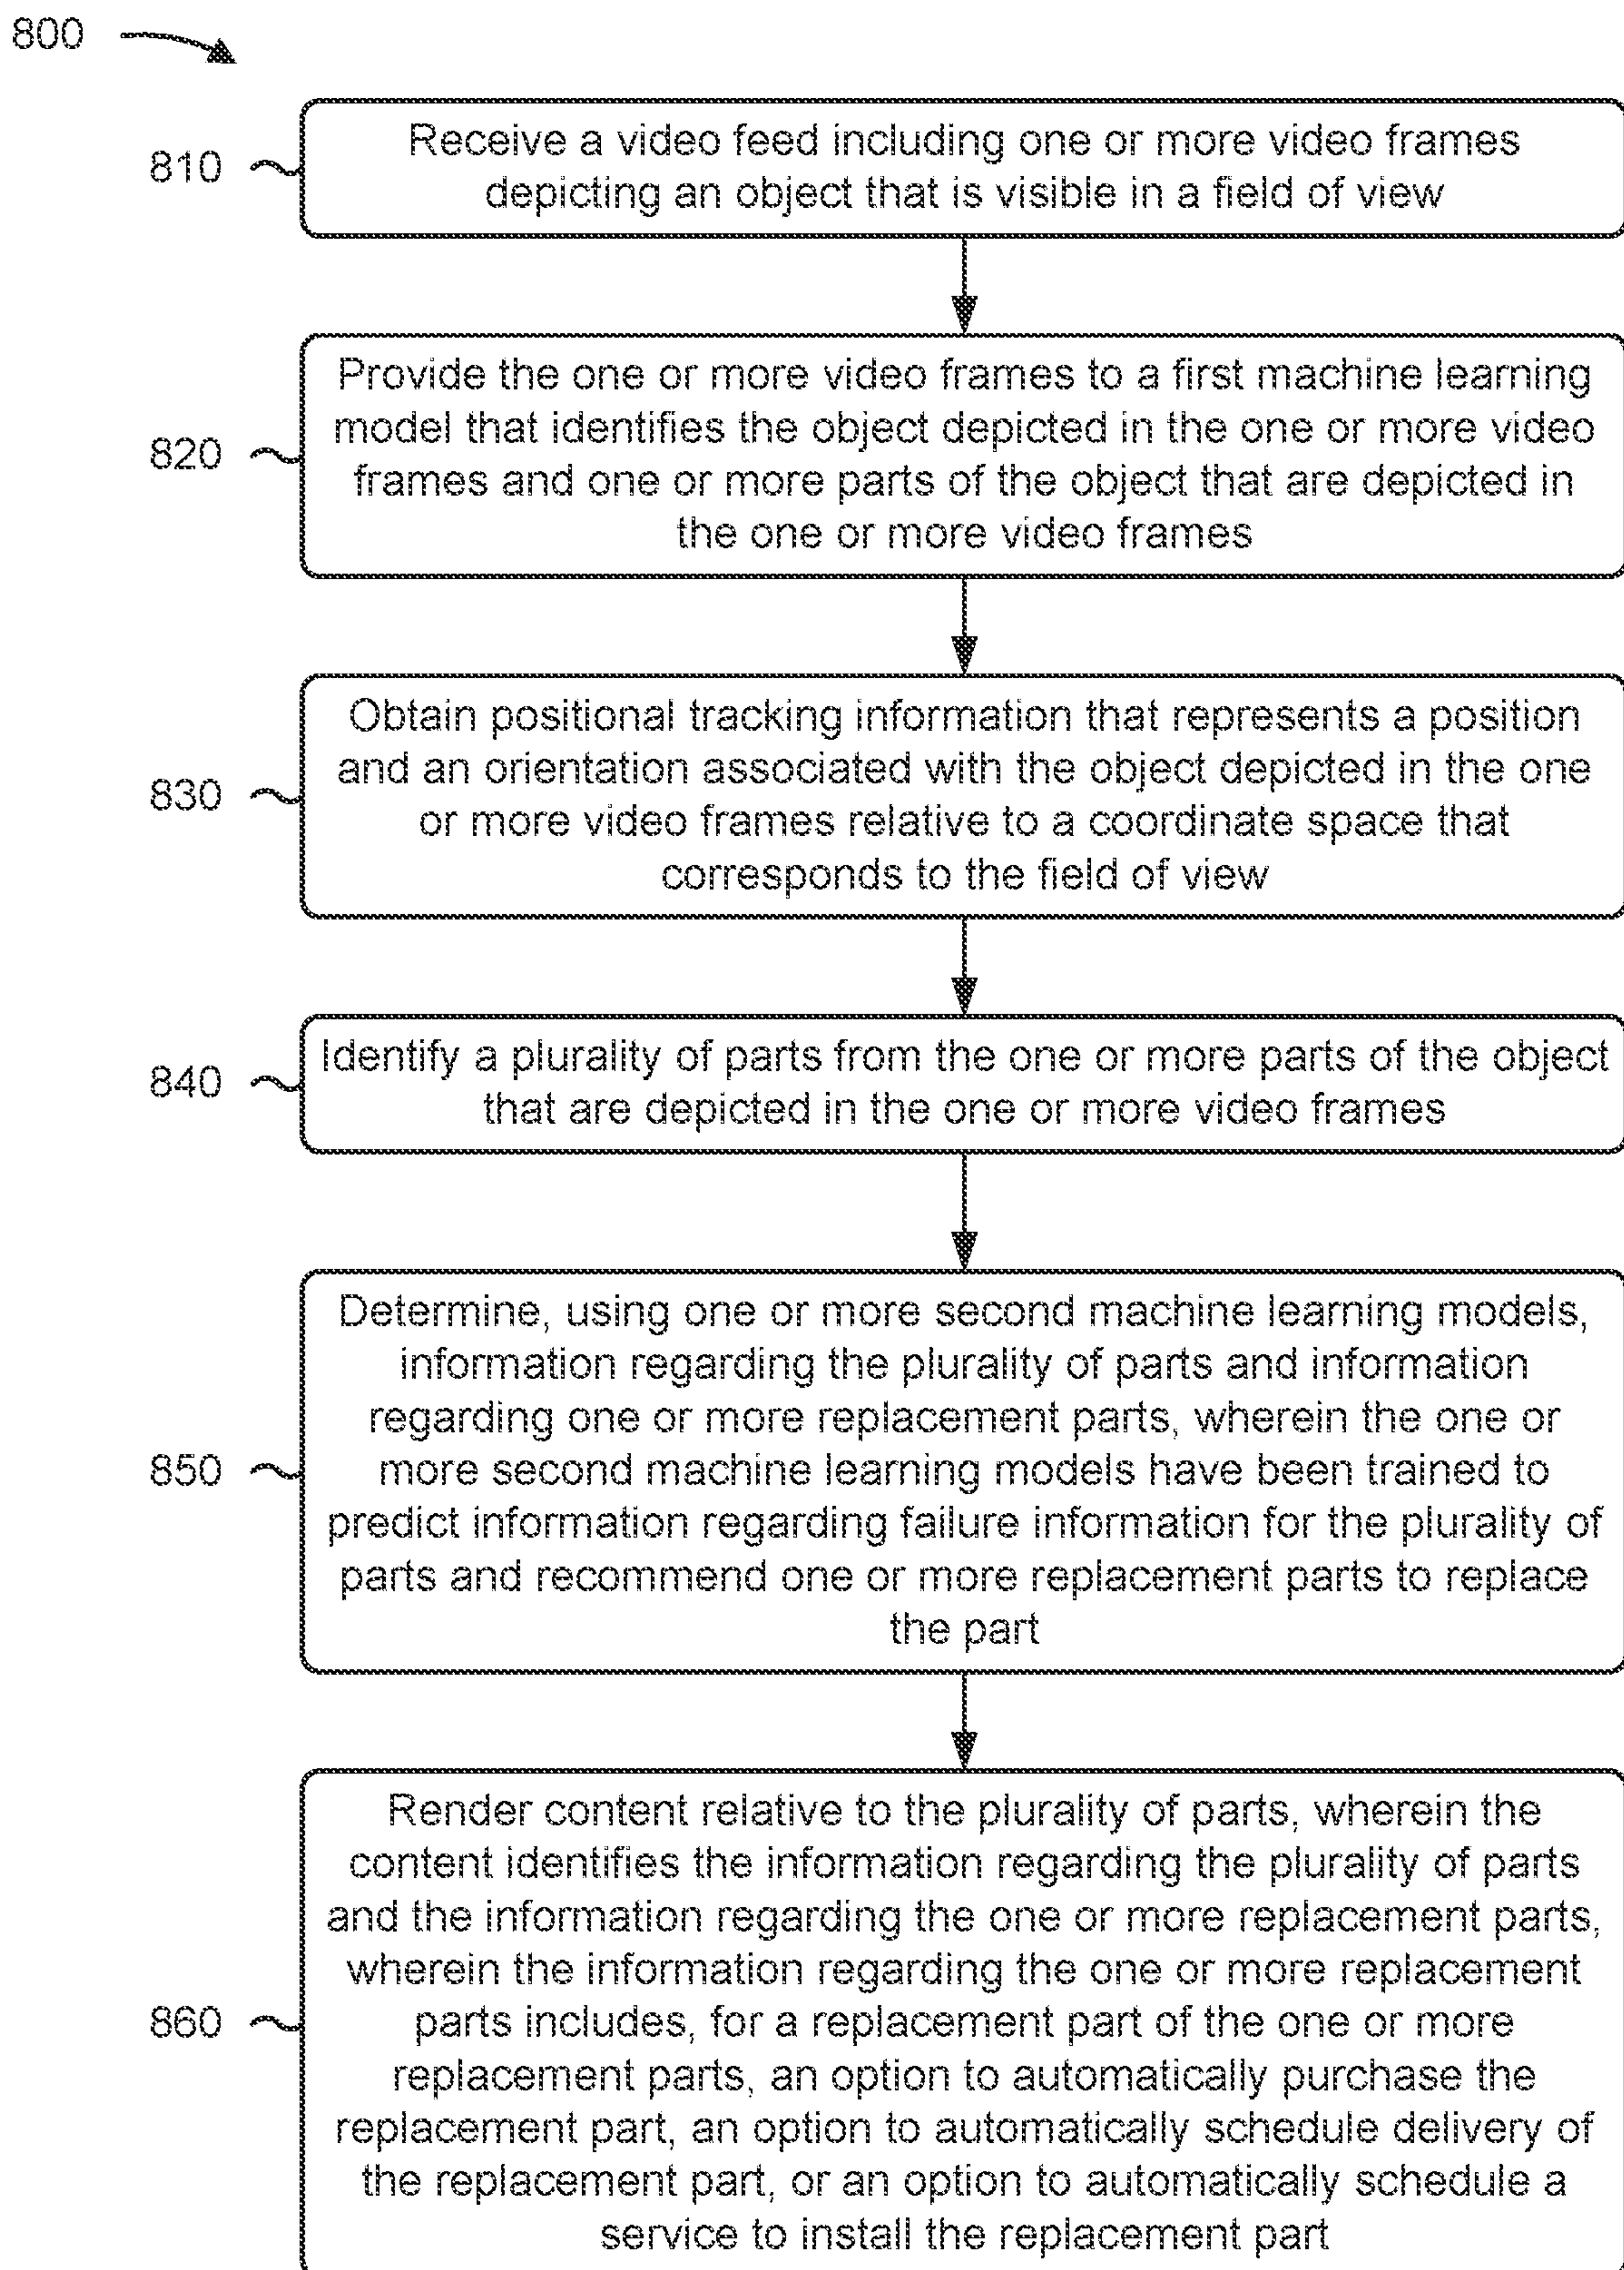 800
810
Receive a video feed including one or more video frames
depicting an object that is visible in a field of view
820
Provide the one or more video frames to a first machine learning
model that identifies the object depicted in the one or more video
frames and one or more parts of the object that are depicted in
the one or more video frames
830
Obtain positional tracking information that represents a position
and an orientation associated with the object depicted in the one
or more video frames relative to a coordinate space that
corresponds to the field of view
840
Identify a plurality of parts from the one or more parts of the object
that are depicted in the one or more video frames
850
Determine, using one or more second machine learning models,
information regarding the plurality of parts and information
regarding one or more replacement parts, wherein the one or
more second machine learning models have been trained to
predict information regarding failure information for the plurality of
parts and recommend one or more replacement parts to replace
the part
860
Render content relative to the plurality of parts, wherein the
content identifies the information regarding the plurality of parts
and the information regarding the one or more replacement parts,
wherein the information regarding the one or more replacement
parts includes, for a replacement part of the one or more
replacement parts, an option to automatically purchase the
replacement part, an option to automatically schedule delivery of
the replacement part, or an option to automatically schedule a
service to install the replacement part